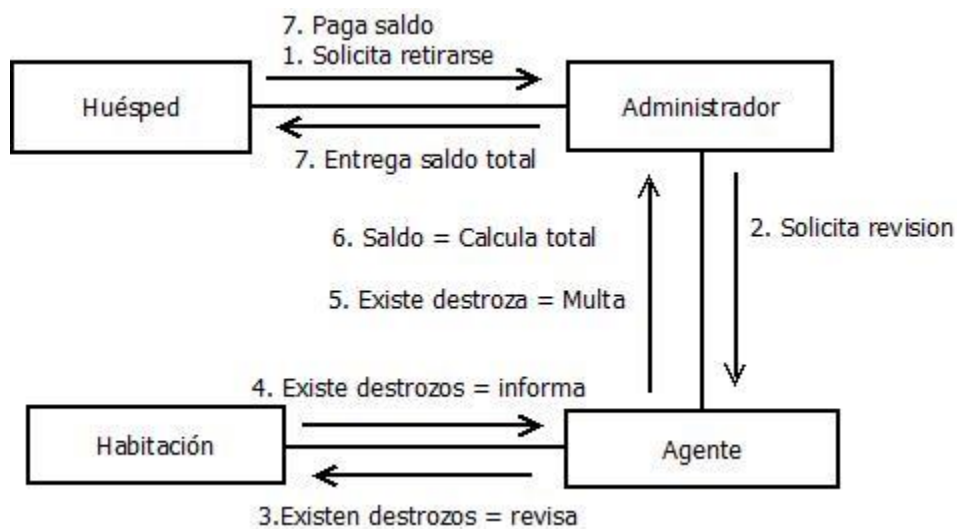 7. Paga saldo
1. Solicita retirarse
Huésped
Administrador
7. Entrega saldo total
6. Saldo = Calcula total
2. Solicita revision
5. Existe destroza = Multa
4. Existe destrozos = informa
Habitación
Agente
3.Existen destrozos = revisa